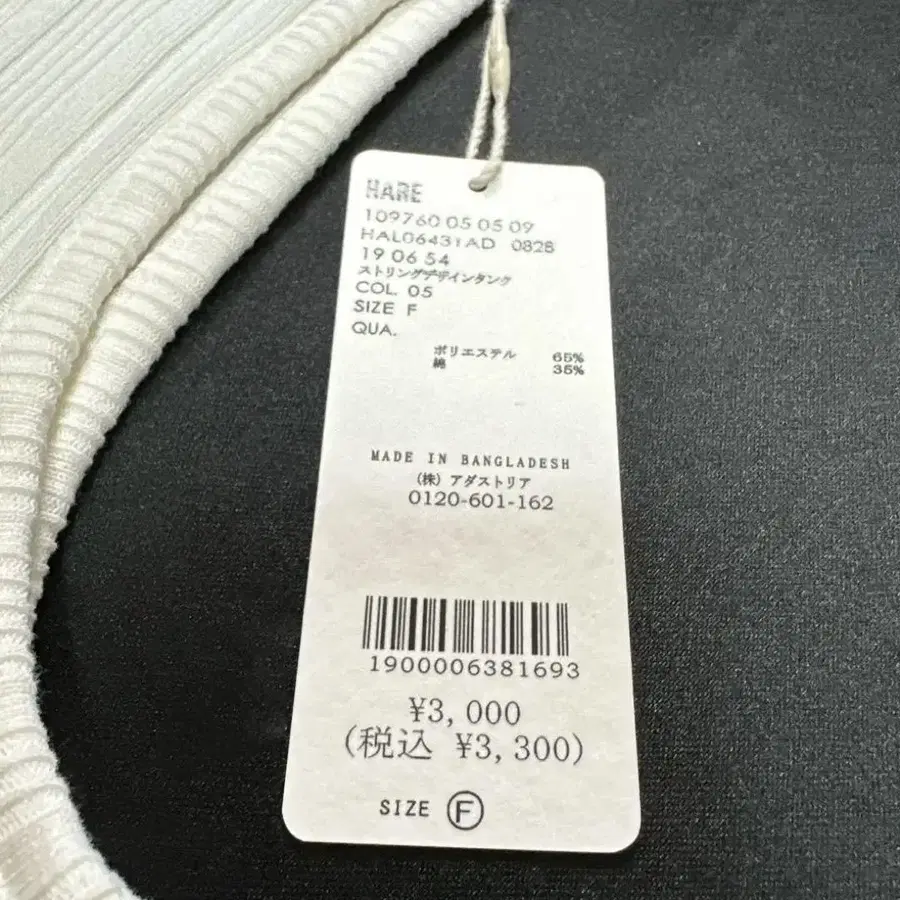 HARE
109760 05 05 09
HAL06431AD 0828
19 06 54
ストリングデザインタンク
COL. 05
SIZE F
QUA.
ポリエステル 65%
綿 35%
MADE IN BANGLADESH
(株) アダストリア
0120-601-162
1900006381693
¥3,000
(税込 ¥3,300)
SIZE F